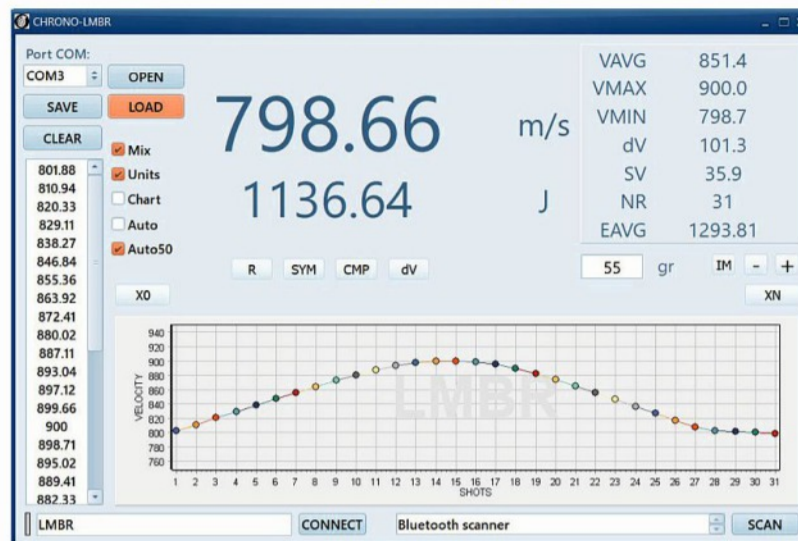 CHRONO-LMBR
Port COM:
COM3
OPEN
SAVE
LOAD
CLEAR
Mix
Units
Chart
Auto
Auto50
801.88
810.94
820.33
829.11
838.27
846.84
855.36
863.92
872.41
880.02
887.11
893.04
897.12
899.66
900
898.71
895.02
889.41
882.33
798.66 m/s
1136.64 J
R SYM CMP dV
VAVG 851.4
VMAX 900.0
VMIN 798.7
dV 101.3
SV 35.9
NR 31
EAVG 1293.81
55 gr IM - +
X0 XN
VELOCITY
940
920
900
880
860
840
820
800
780
760
LMBR
1 2 3 4 5 6 7 8 9 10 11 12 13 14 15 16 17 18 19 20 21 22 23 24 25 26 27 28 29 30 31
SHOTS
LMBR CONNECT Bluetooth scanner SCAN